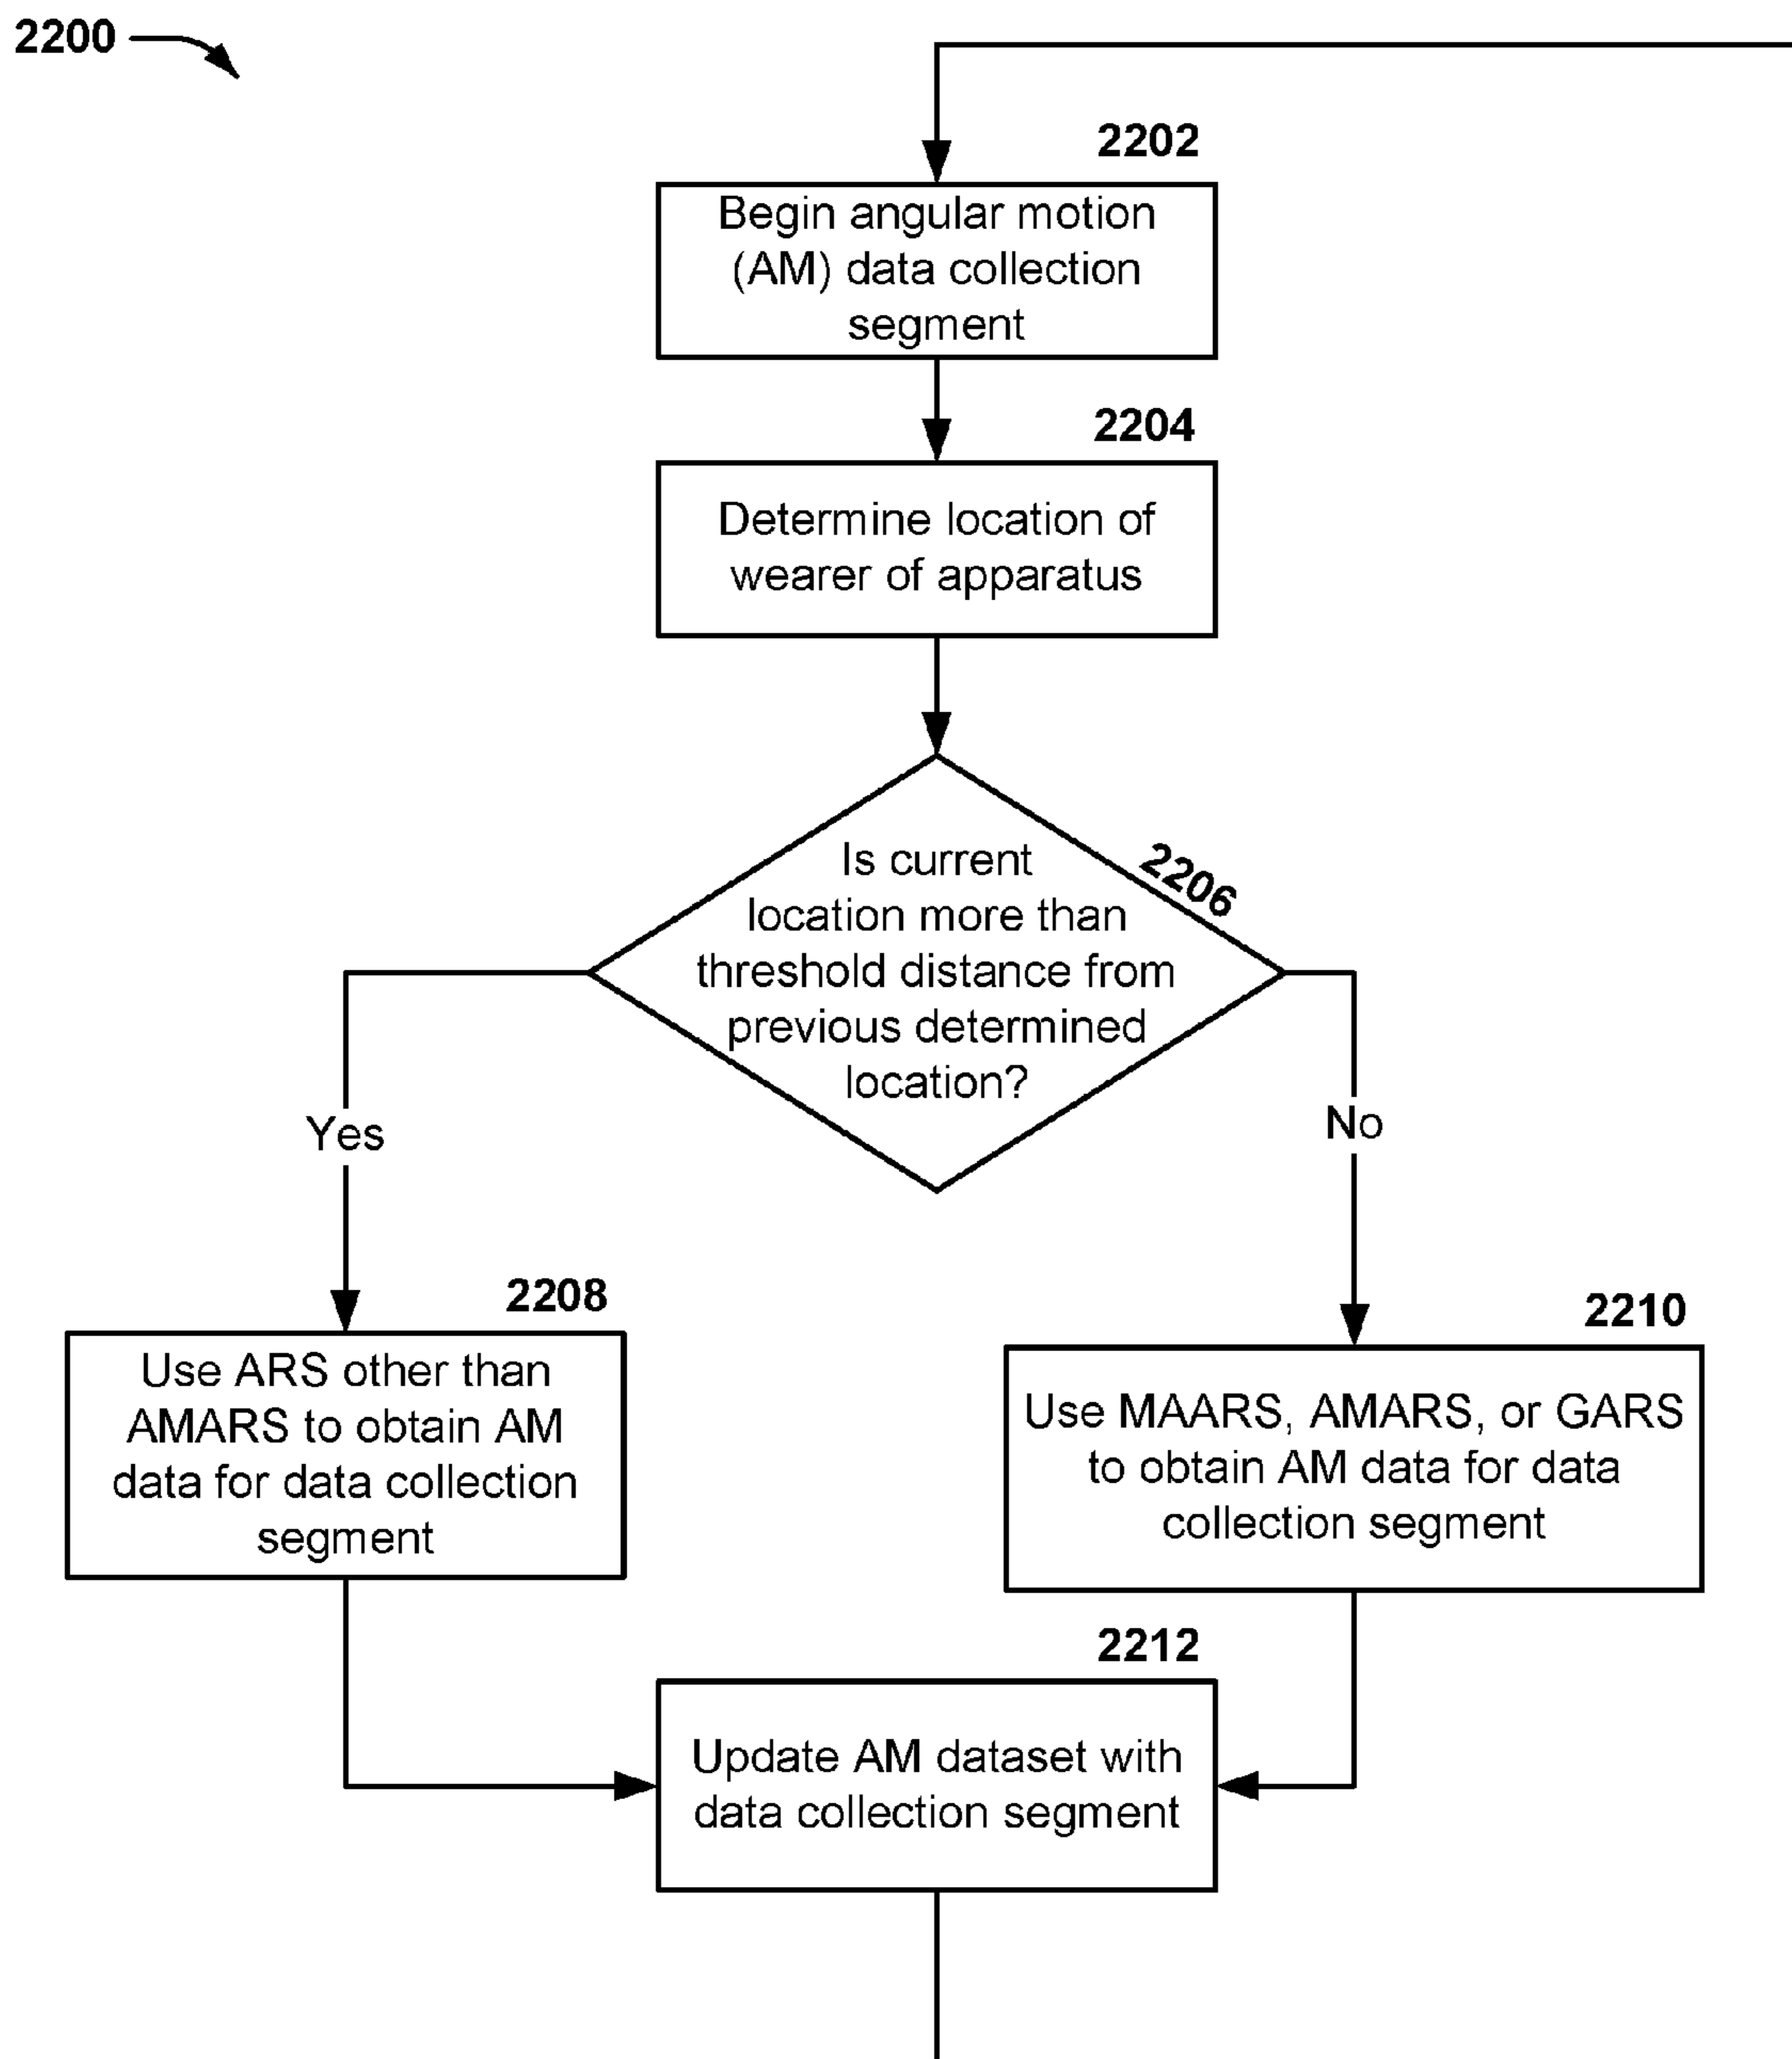 2200
2202
Begin angular motion
(AM) data collection
segment
2204
Determine location of
wearer of apparatus
2206
Is current
location more than
threshold distance from
previous determined
location?
Yes
No
2208
Use ARS other than
AMARS to obtain AM
data for data collection
segment
2210
Use MAARS, AMARS, or GARS
to obtain AM data for data
collection segment
2212
Update AM dataset with
data collection segment